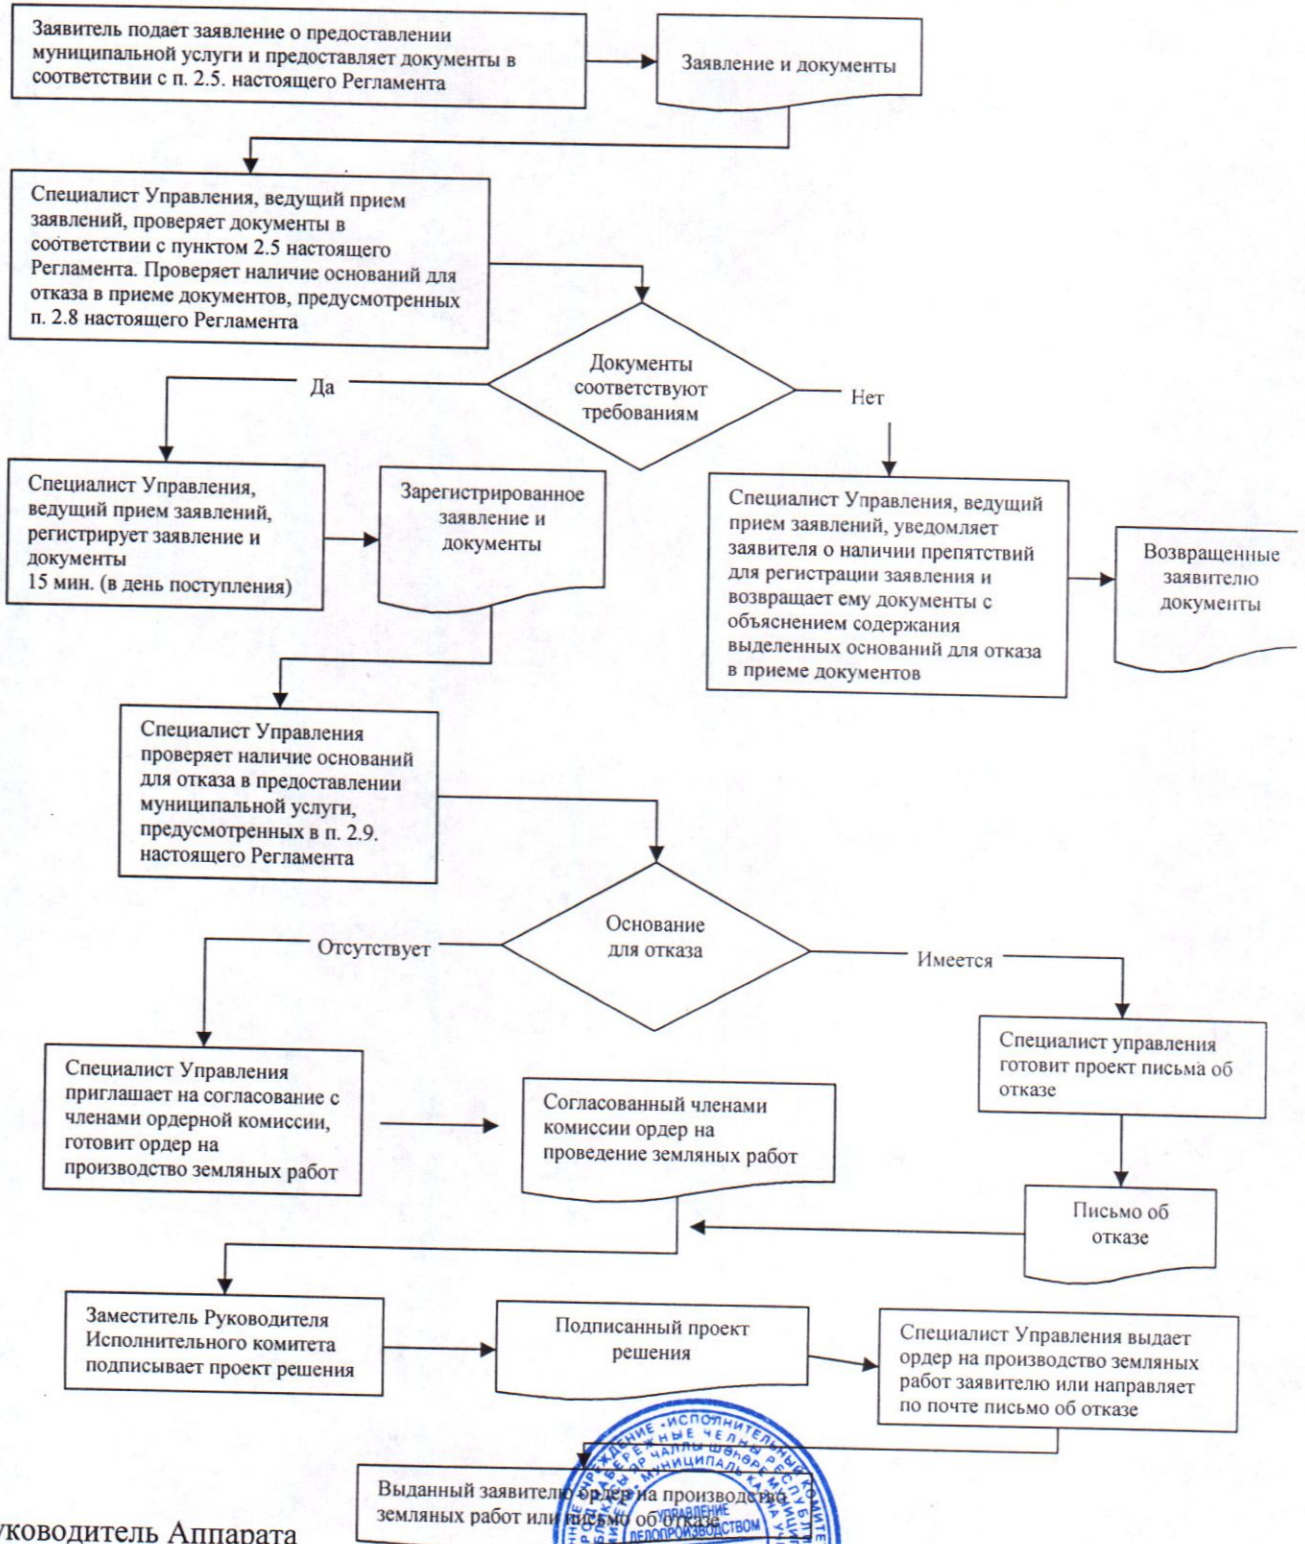 Заявитель подает заявление о предоставлении
муниципальной услуги и предоставляет документы в
соответствии с п. 2.5. настоящего Регламента
Заявление и документы
Специалист Управления, ведущий прием
заявлений, проверяет документы в
соответствии с пунктом 2.5 настоящего
Регламента. Проверяет наличие оснований для
отказа в приеме документов, предусмотренных
п. 2.8 настоящего Регламента
Документы
соответствуют
требованиям
Да
Нет
Специалист Управления,
ведущий прием заявлений,
регистрирует заявление и
документы
15 мин. (в день поступления)
Зарегистрированное
заявление и
документы
Специалист Управления, ведущий
прием заявлений, уведомляет
заявителя о наличии препятствий
для регистрации заявления и
возвращает ему документы с
объяснением содержания
выделенных оснований для отказа
в приеме документов
Возвращенные
заявителю
документы
Специалист Управления
проверяет наличие оснований
для отказа в предоставлении
муниципальной услуги,
предусмотренных в п. 2.9.
настоящего Регламента
Основание
для отказа
Отсутствует
Имеется
Специалист Управления
приглашает на согласование с
членами ордерной комиссии,
готовит ордер на
производство земляных работ
Согласованный членами
комиссии ордер на
проведение земляных работ
Специалист управления
готовит проект письма об
отказе
Письмо об
отказе
Заместитель Руководителя
Исполнительного комитета
подписывает проект решения
Подписанный проект
решения
Специалист Управления выдает
ордер на производство земляных
работ заявителю или направляет
по почте письмо об отказе
Выданный заявителю ордер на производство
земляных работ или письмо об отказе
УПРАВЛЕНИЕ
ДЕЛОПРОИЗВОДСТВОМ
уководитель Аппарата